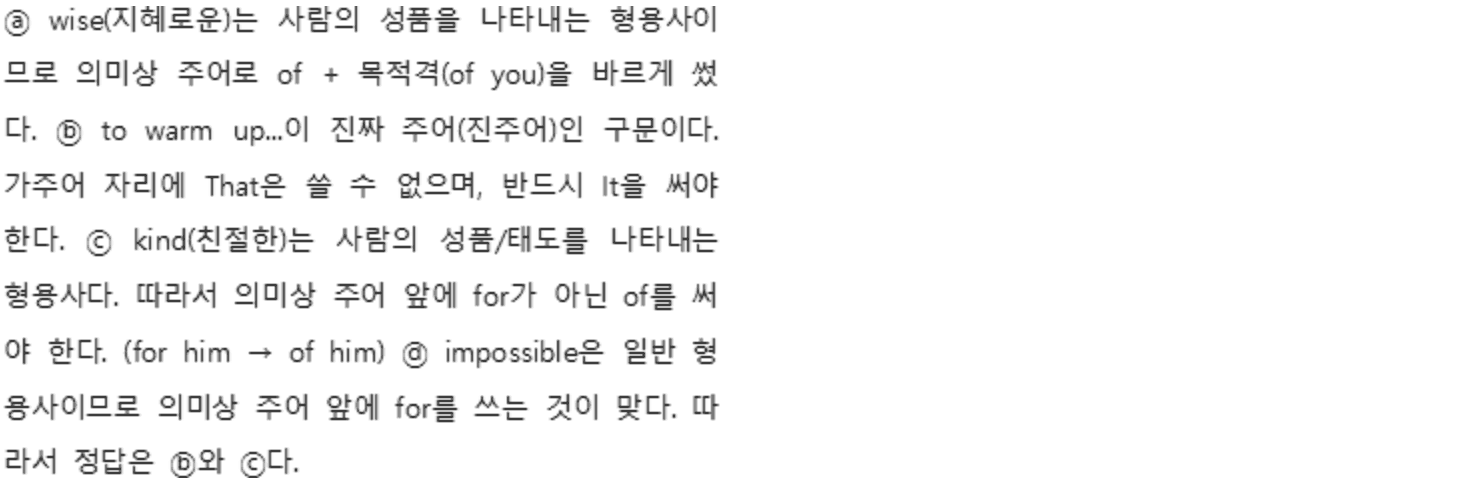 ⓐ wise(지혜로운)는 사람의 성품을 나타내는 형용사이
므로 의미상 주어로 of + 목적격(of you)을 바르게 썼
다. ⓑ to warm up...이 진짜 주어(진주어)인 구문이다.
가주어 자리에 That은 쓸 수 없으며, 반드시 It을 써야
한다. ⓒ kind(친절한)는 사람의 성품/태도를 나타내는
형용사다. 따라서 의미상 주어 앞에 for가 아닌 of를 써
야 한다. (for him → of him) ⓓ impossible은 일반 형
용사이므로 의미상 주어 앞에 for를 쓰는 것이 맞다. 따
라서 정답은 ⓑ와 ⓒ다.